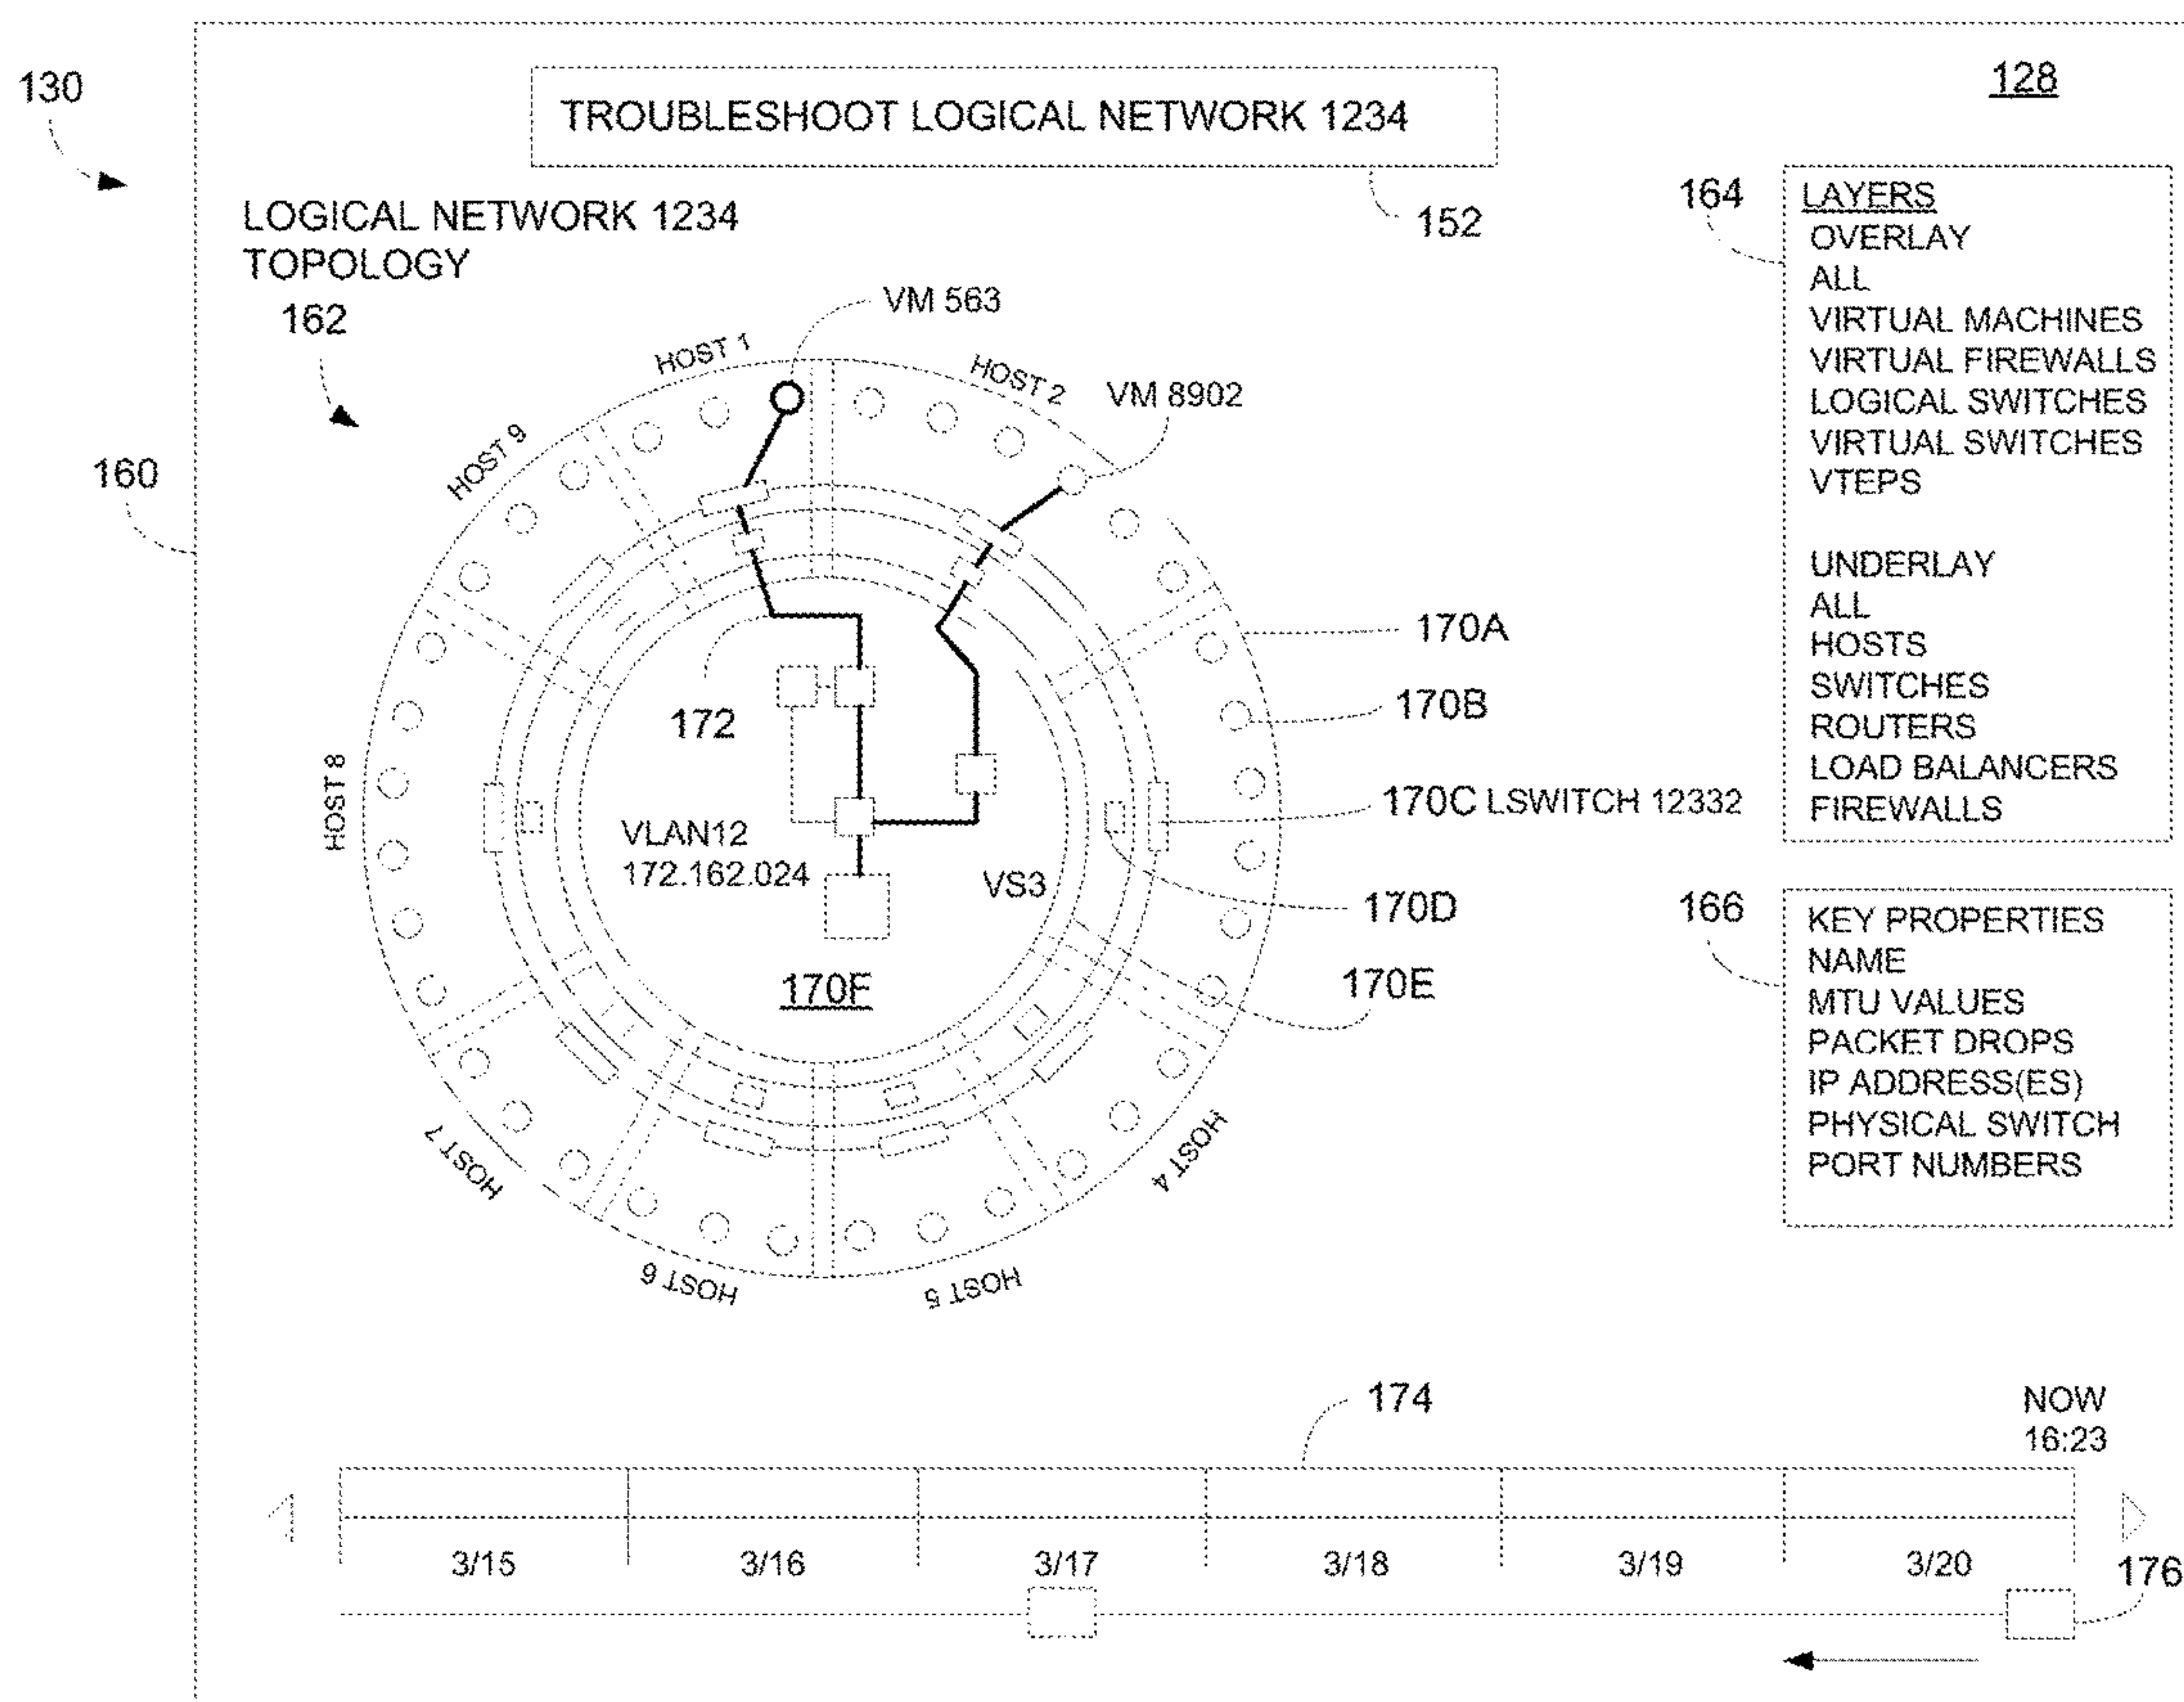 128
130
TROUBLESHOOT LOGICAL NETWORK 1234
152
LOGICAL NETWORK 1234
TOPOLOGY
162
160
164
LAYERS
OVERLAY
ALL
VIRTUAL MACHINES
VIRTUAL FIREWALLS
LOGICAL SWITCHES
VIRTUAL SWITCHES
VTEPS
UNDERLAY
ALL
HOSTS
SWITCHES
ROUTERS
LOAD BALANCERS
FIREWALLS
166
KEY PROPERTIES
NAME
MTU VALUES
PACKET DROPS
IP ADDRESS(ES)
PHYSICAL SWITCH
PORT NUMBERS
VM 563
HOST 1
HOST 2
VM 8902
HOST 9
170A
170B
172
HOST 8
170C LSWITCH 12332
VLAN12
172.162.024
VS3
170D
170E
170F
HOST 4
HOST 7
HOST 6
HOST 5
174
NOW
16:23
3/15
3/16
3/17
3/18
3/19
3/20
176